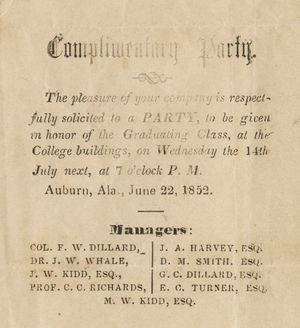 Complimentary Party.
The pleasure of your company is respect-
fully solicited to a PARTY, to be given
in honor of the Graduating Class, at the
College buildings, on Wednesday the 14th
July next, at 7 o'clock P. M.
Auburn, Ala., June 22, 1852.
Managers:
COL. F. W. DILLARD,
DR. J. W. WHALE,
J. W. KIDD, ESQ.,
PROF. C. C. RICHARDS,
J. A. HARVEY, ESQ.
D. M. SMITH, ESQ.
G. C. DILLARD, ESQ.
E. C. TURNER, ESQ.
M. W. KIDD, ESQ.